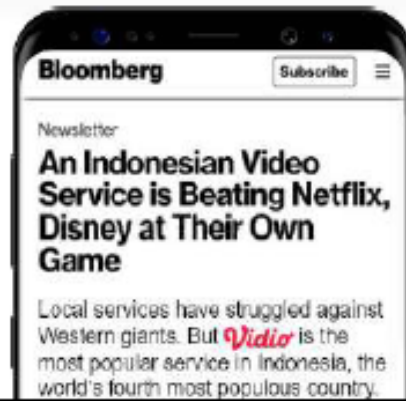 Bloomberg
Subscribe
Newsletter
An Indonesian Video
Service is Beating Netflix,
Disney at Their Own
Game
Local services have struggled against
Western giants. But Vidio is the
most popular service in Indonesia, the
world's fourth most populous country.